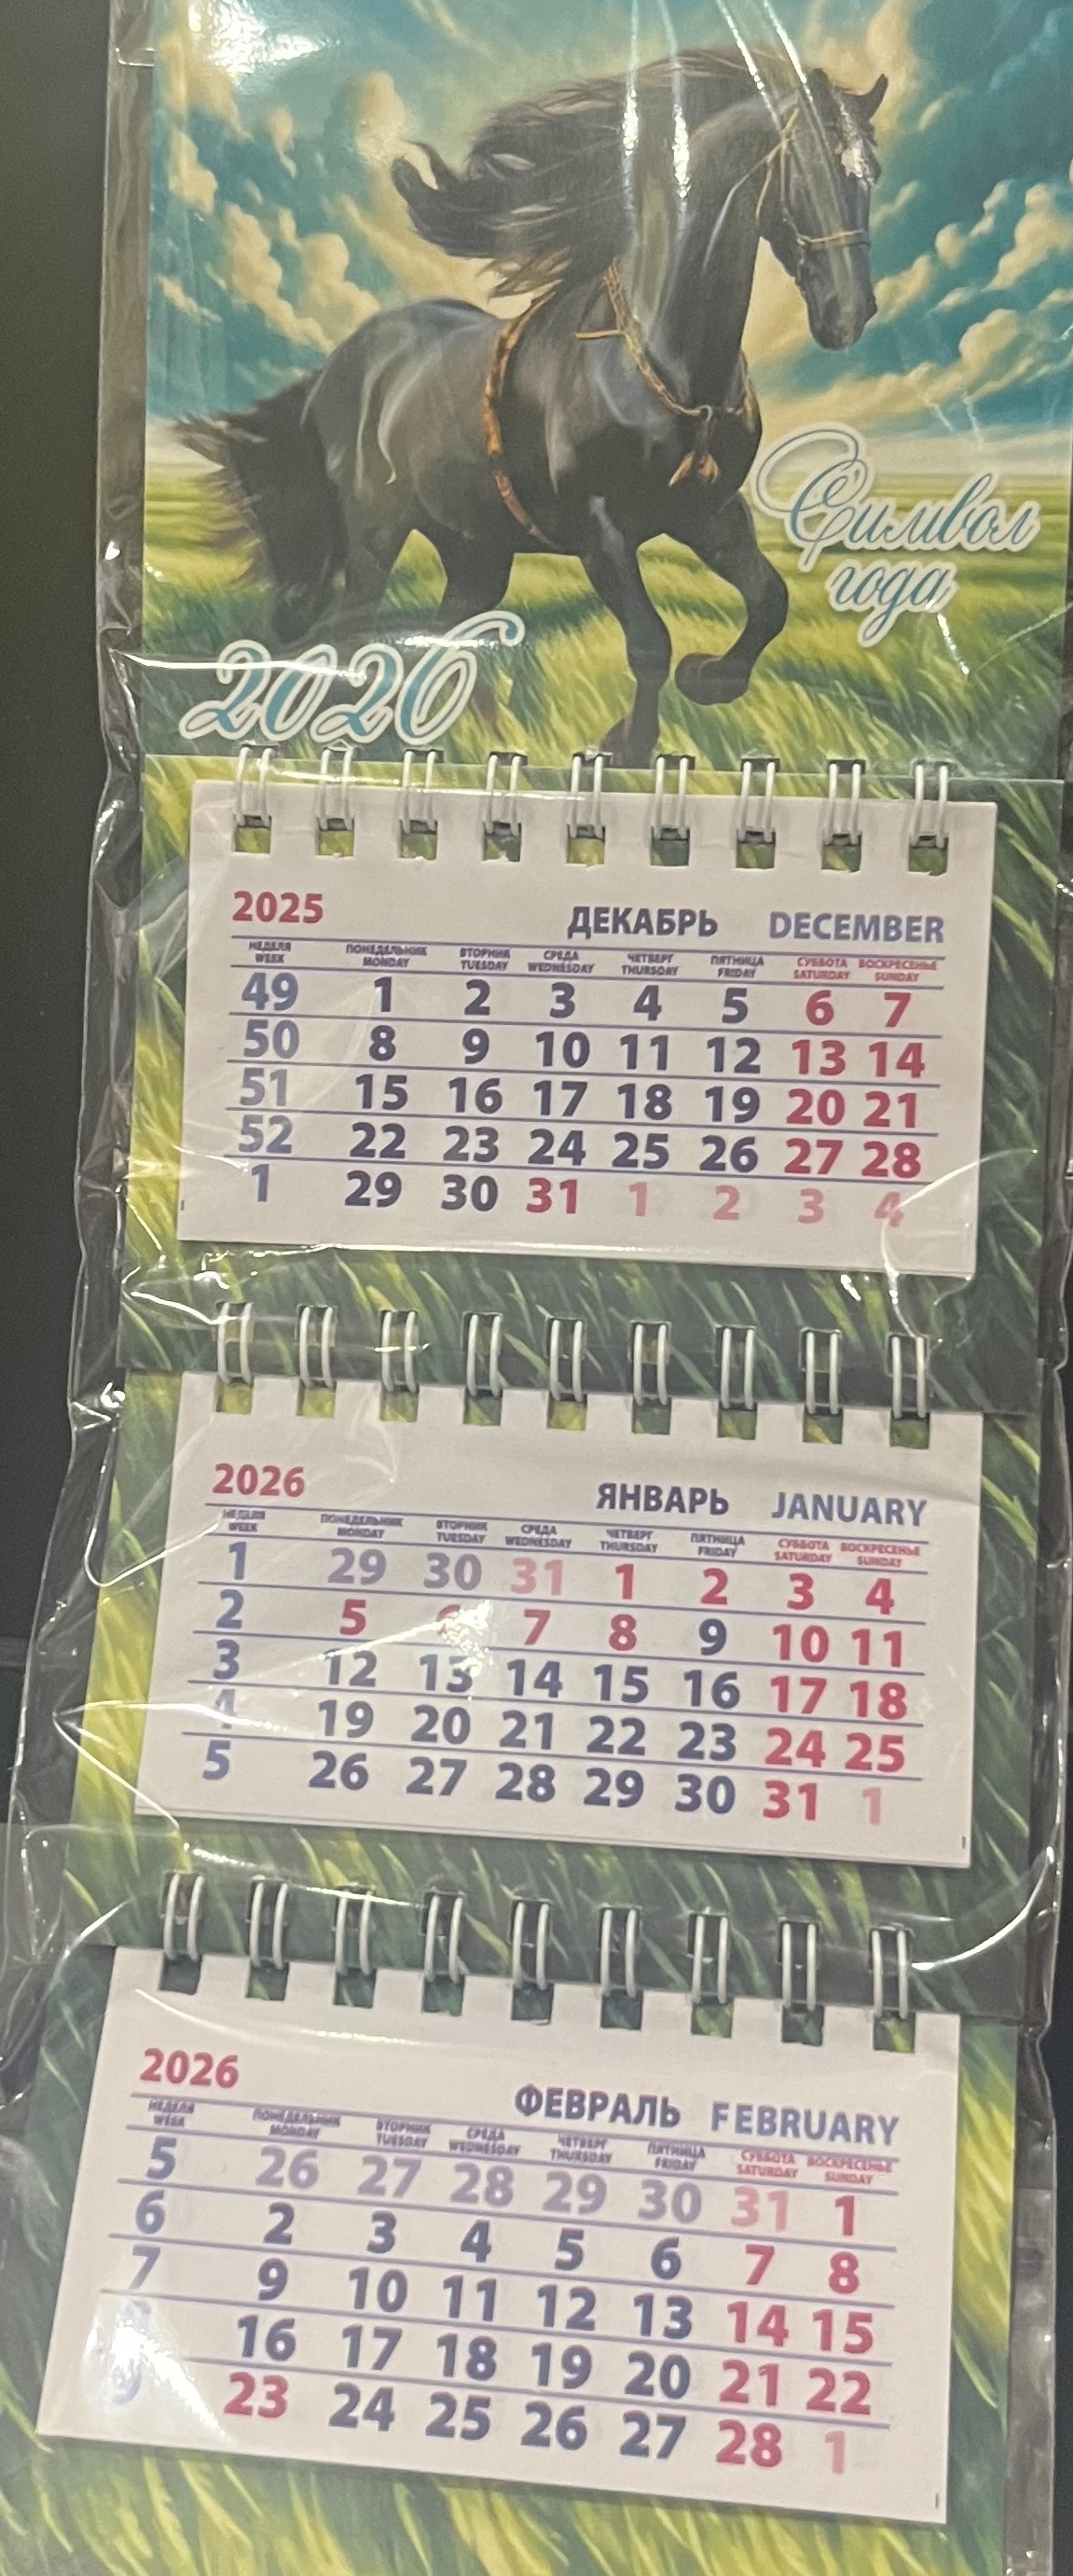 Символ
года
2026
2025 ДЕКАБРЬ DECEMBER
НЕДЕЛЯ ПОНЕДЕЛЬНИК ВТОРНИК СРЕДА ЧЕТВЕРГ ПЯТНИЦА СУББОТА ВОСКРЕСЕНЬЕ
WEEK MONDAY TUESDAY WEDNESDAY THURSDAY FRIDAY SATURDAY SUNDAY
49 1 2 3 4 5 6 7
50 8 9 10 11 12 13 14
51 15 16 17 18 19 20 21
52 22 23 24 25 26 27 28
1 29 30 31 1 2 3 4
2026 ЯНВАРЬ JANUARY
НЕДЕЛЯ ПОНЕДЕЛЬНИК ВТОРНИК СРЕДА ЧЕТВЕРГ ПЯТНИЦА СУББОТА ВОСКРЕСЕНЬЕ
WEEK MONDAY TUESDAY WEDNESDAY THURSDAY FRIDAY SATURDAY SUNDAY
1 29 30 31 1 2 3 4
2 5 6 7 8 9 10 11
3 12 13 14 15 16 17 18
4 19 20 21 22 23 24 25
5 26 27 28 29 30 31 1
2026 ФЕВРАЛЬ FEBRUARY
НЕДЕЛЯ ПОНЕДЕЛЬНИК ВТОРНИК СРЕДА ЧЕТВЕРГ ПЯТНИЦА СУББОТА ВОСКРЕСЕНЬЕ
WEEK MONDAY TUESDAY WEDNESDAY THURSDAY FRIDAY SATURDAY SUNDAY
5 26 27 28 29 30 31 1
6 2 3 4 5 6 7 8
7 9 10 11 12 13 14 15
16 17 18 19 20 21 22
9 23 24 25 26 27 28 1